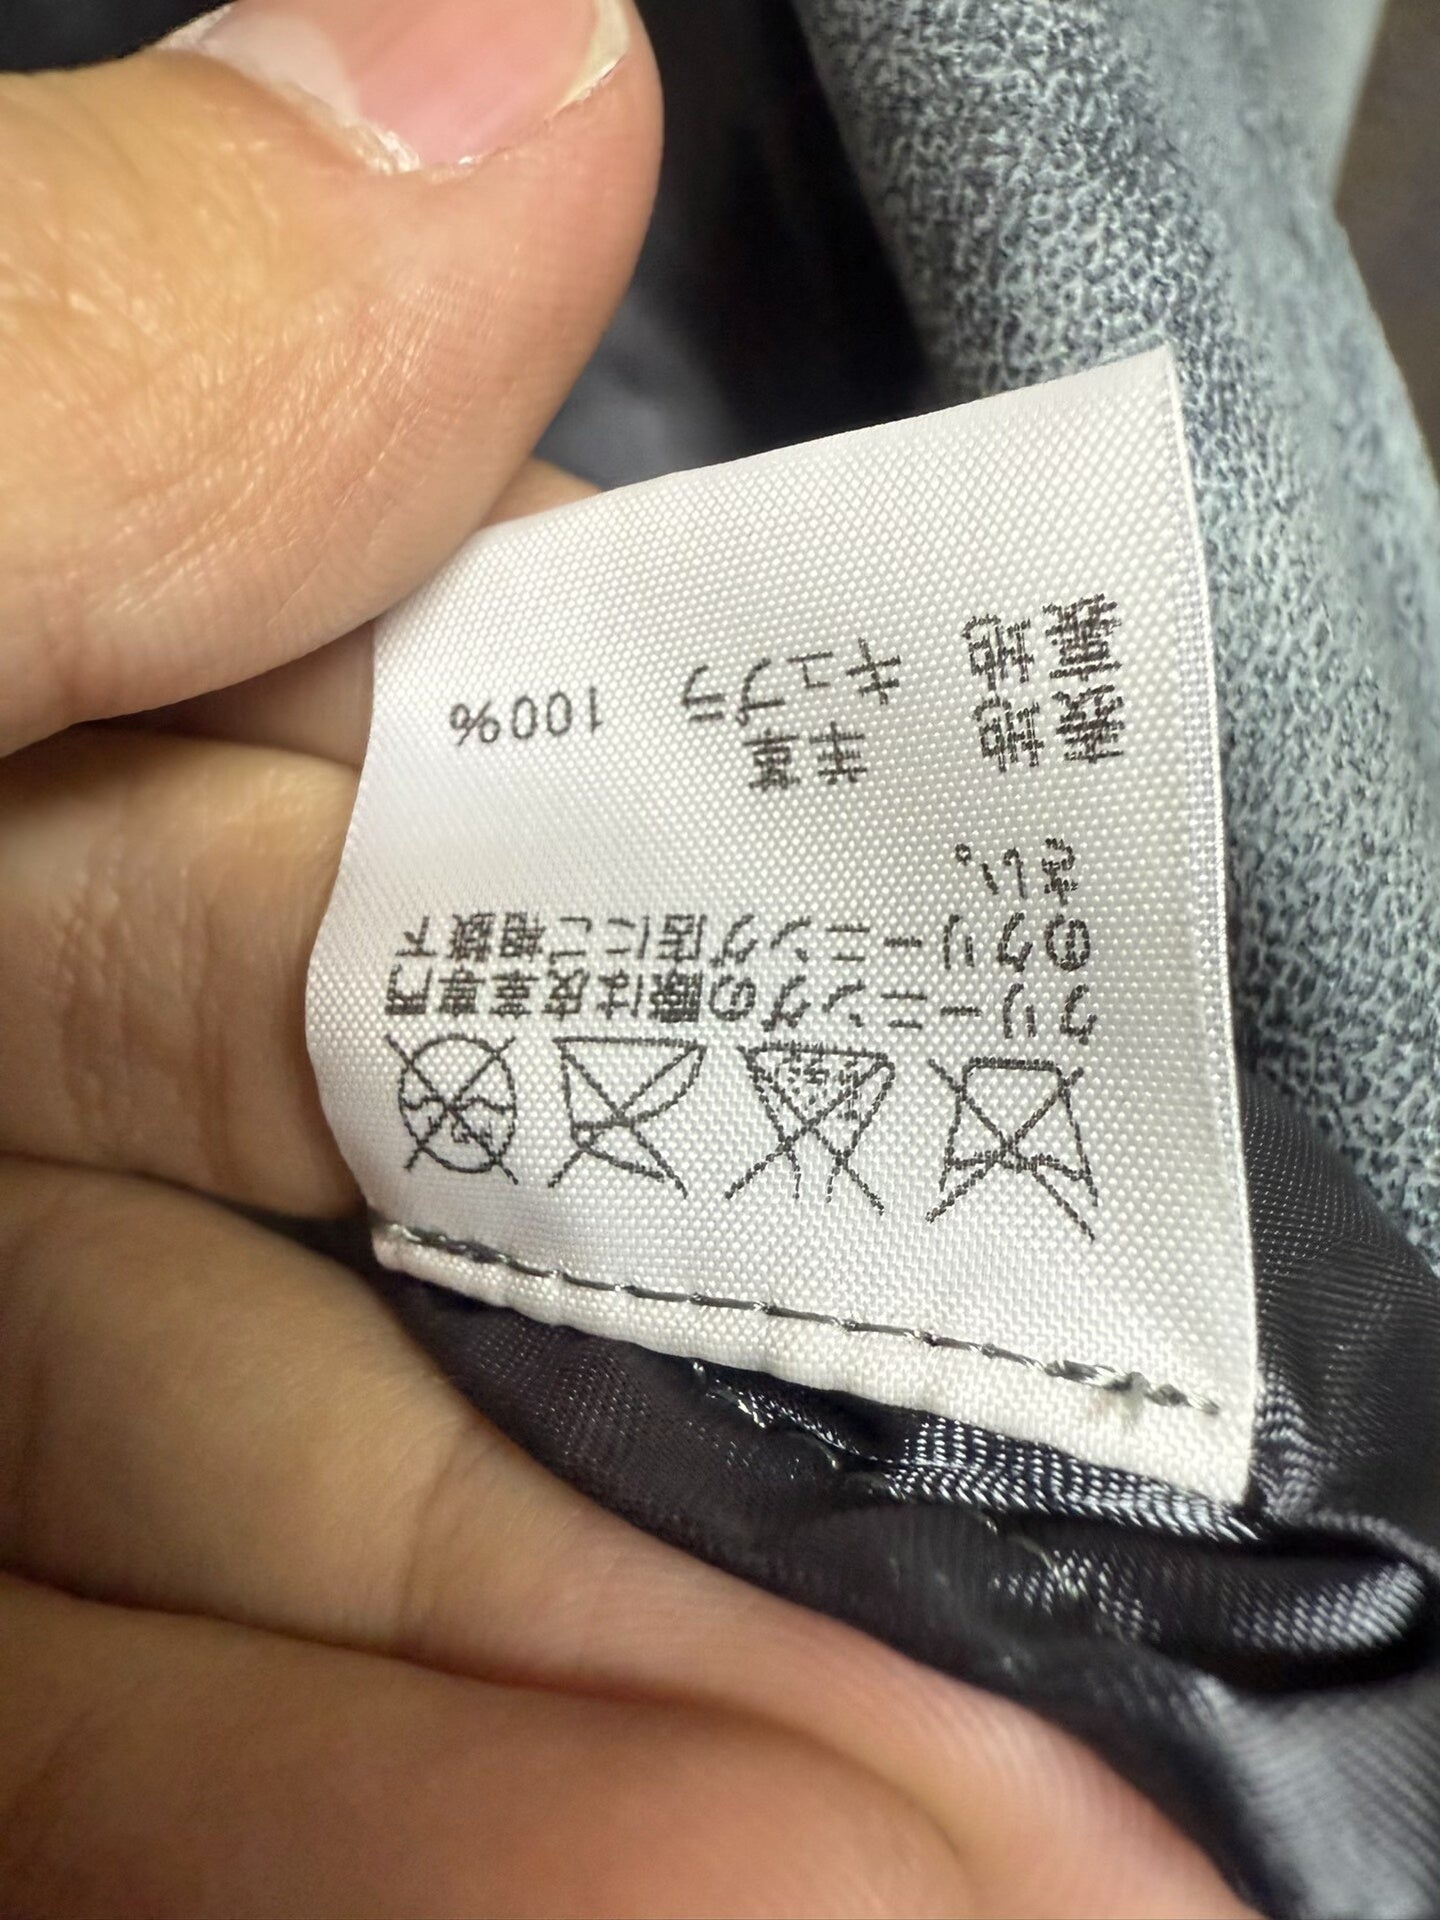 クリーニングの際は皮革専門
のクリーニング店にご相談下
さい。
表地 羊革
裏地 キュプラ 100%